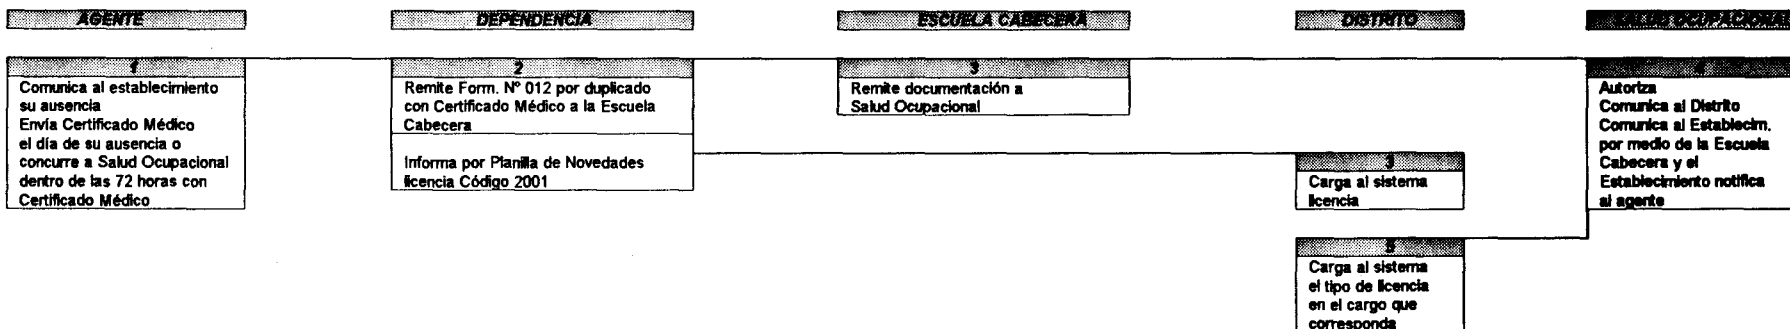 AGENTE
DEPENDENCIA
ESCUELA CABECERA
DISTRITO
SALUD OCUPACIONAL
1
Comunica al establecimiento
su ausencia
Envía Certificado Médico
el día de su ausencia o
concurre a Salud Ocupacional
dentro de las 72 horas con
Certificado Médico
2
Remite Form. Nº 012 por duplicado
con Certificado Médico a la Escuela
Cabecera
Informa por Planilla de Novedades
licencia Código 2001
3
Remite documentación a
Salud Ocupacional
3
Carga al sistema
licencia
4
Autoriza
Comunica al Distrito
Comunica al Establecim.
por medio de la Escuela
Cabecera y el
Establecimiento notifica
al agente
5
Carga al sistema
el tipo de licencia
en el cargo que
corresponda